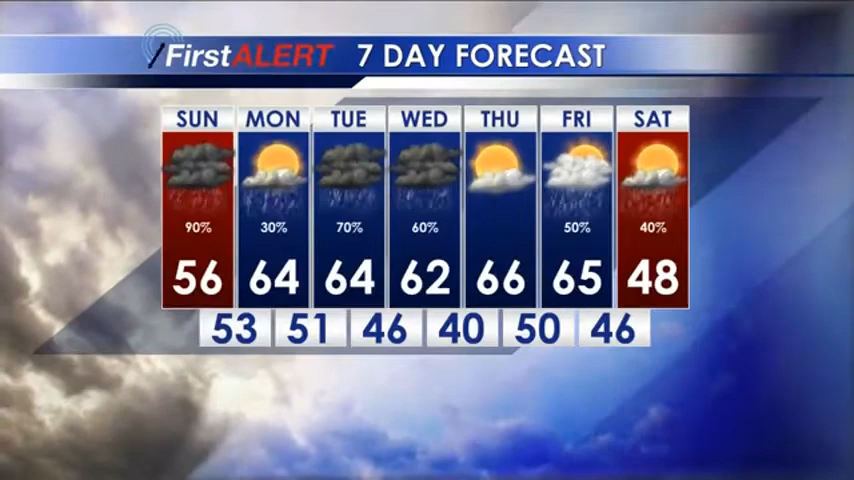 FirstALERT 7 DAY FORECAST
SUN MON TUE WED THU FRI SAT
90% 30% 70% 60% 50% 40%
56 64 64 62 66 65 48
53 51 46 40 50 46